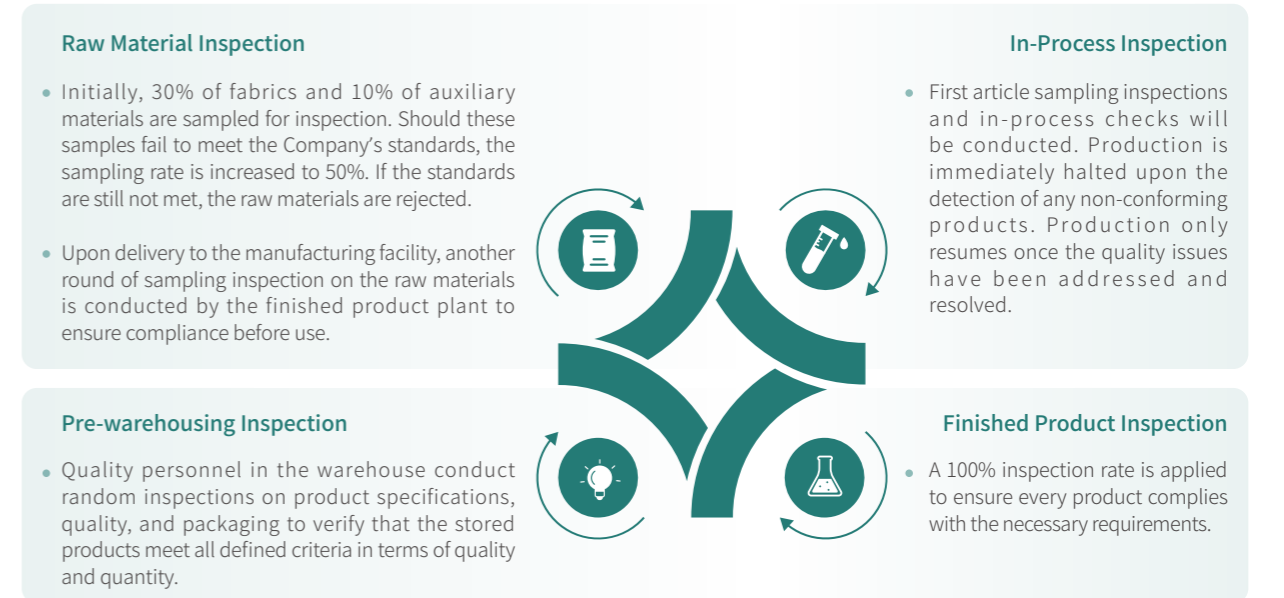 Raw Material Inspection
• Initially, 30% of fabrics and 10% of auxiliary
materials are sampled for inspection. Should these
samples fail to meet the Company's standards, the
sampling rate is increased to 50%. If the standards
are still not met, the raw materials are rejected.
• Upon delivery to the manufacturing facility, another
round of sampling inspection on the raw materials
is conducted by the finished product plant to
ensure compliance before use.
In-Process Inspection
• First article sampling inspections
and in-process checks will
be conducted. Production is
immediately halted upon the
detection of any non-conforming
products. Production only
resumes once the quality issues
have been addressed and
resolved.
Pre-warehousing Inspection
• Quality personnel in the warehouse conduct
random inspections on product specifications,
quality, and packaging to verify that the stored
products meet all defined criteria in terms of quality
and quantity.
Finished Product Inspection
• A 100% inspection rate is applied
to ensure every product complies
with the necessary requirements.